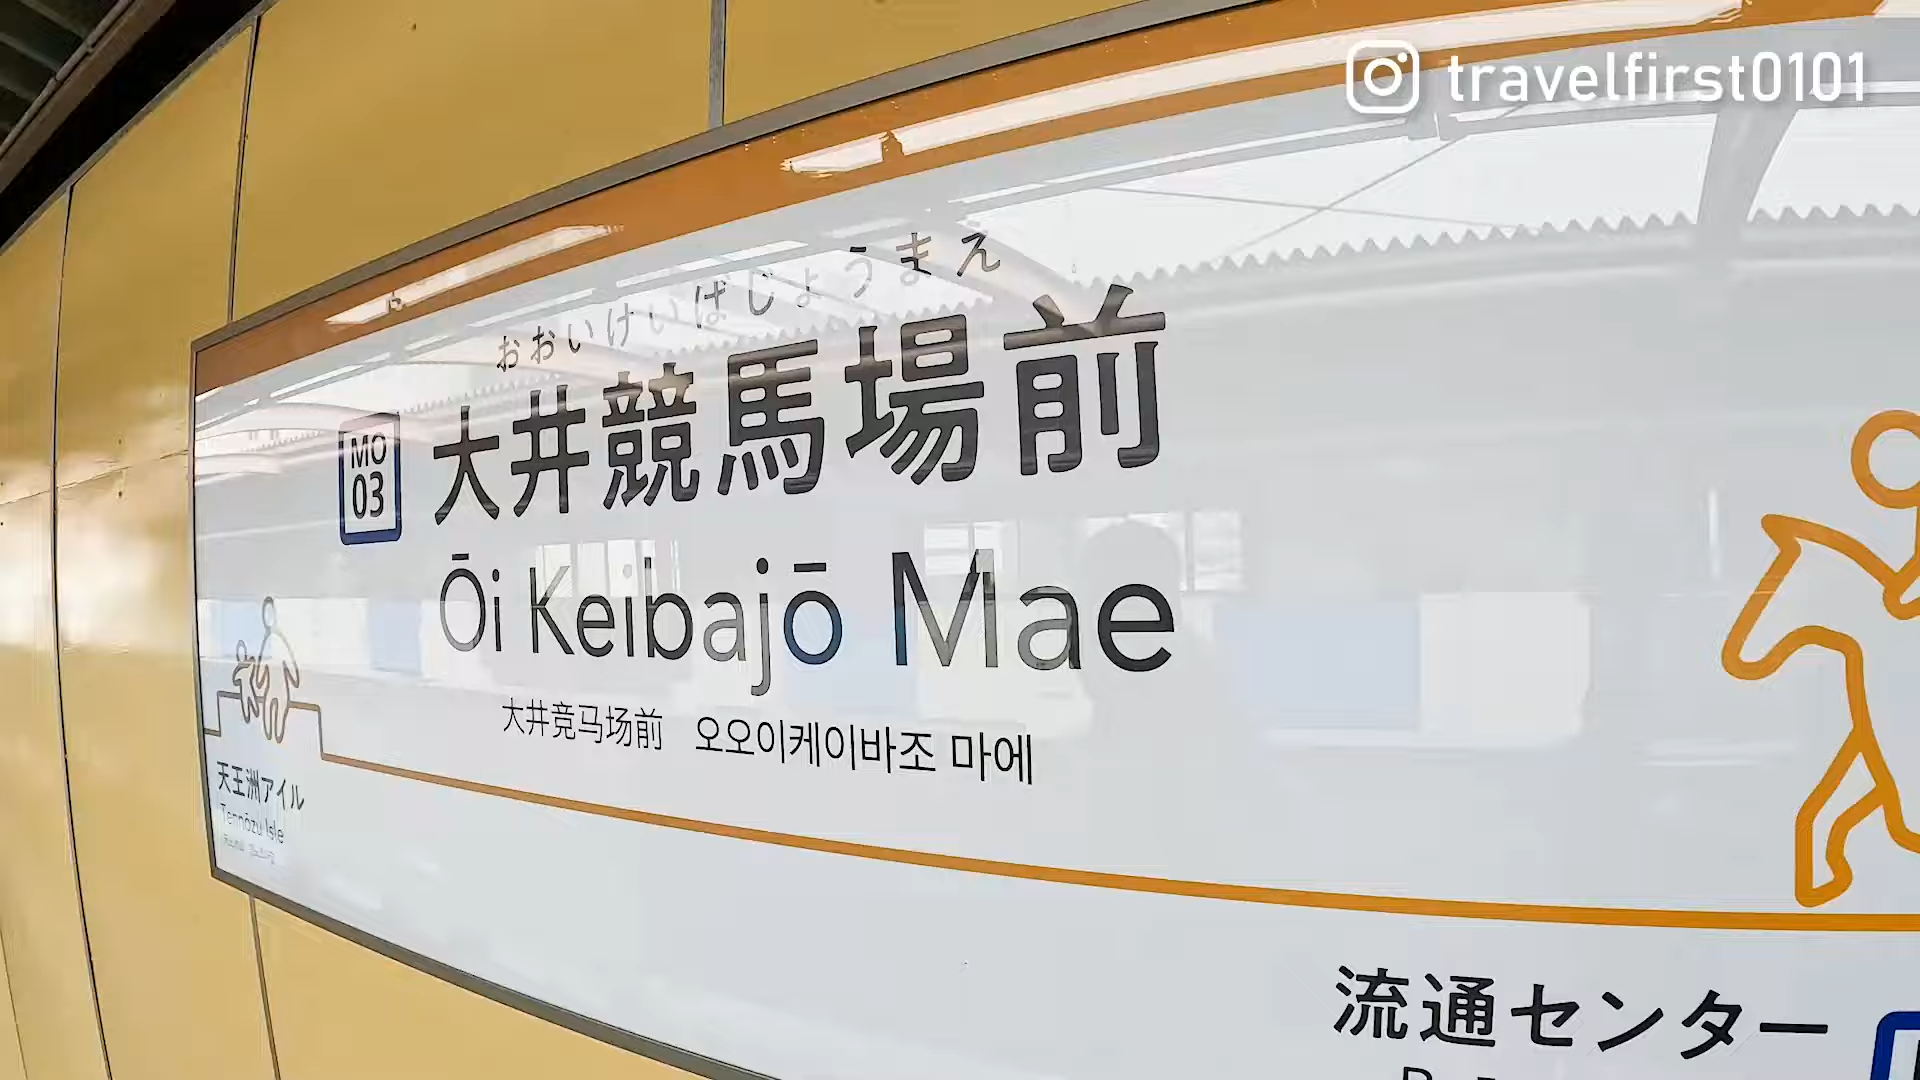 travelfirst0101
おおいけいばじょうまえ
MO
03
大井競馬場前
Ōi Keibajō Mae
大井竞马场前 오오이케이바조 마에
天王洲アイル
Tennōzu Isle
流通センター